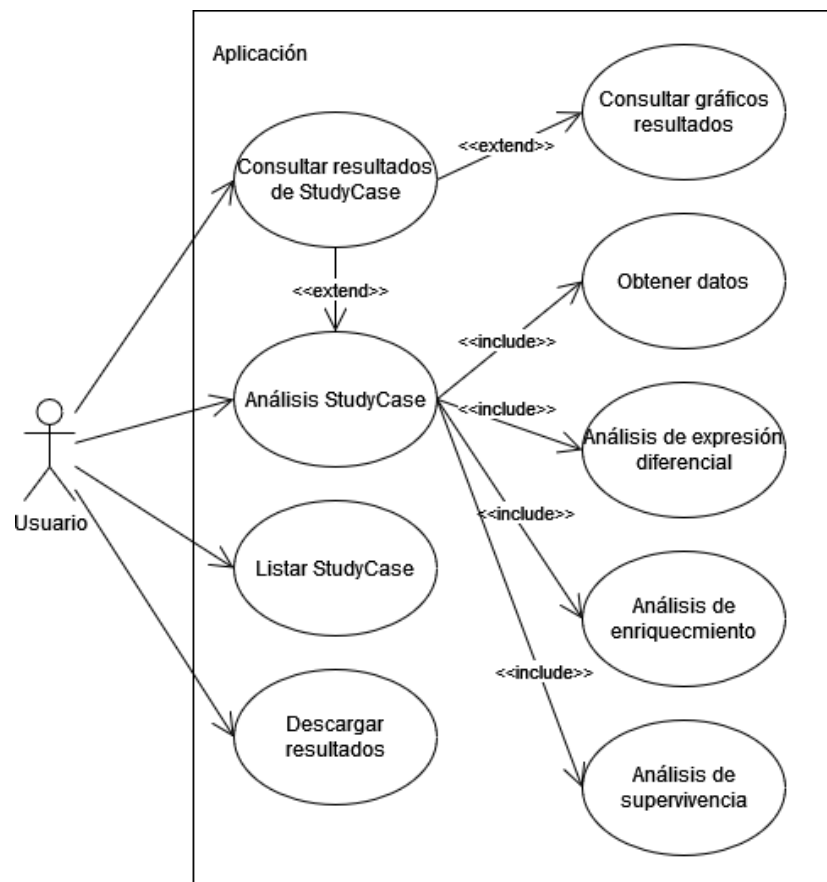 Aplicación
Consultar gráficos
resultados
<<extend>>
Consultar resultados
de StudyCase
<<extend>>
Obtener datos
<<include>>
Análisis StudyCase
<<include>>
Análisis de expresión
diferencial
Usuario
<<include>>
Listar StudyCase
Análisis de
enriquecmiento
<<include>>
Descargar
resultados
Análisis de
supervivencia